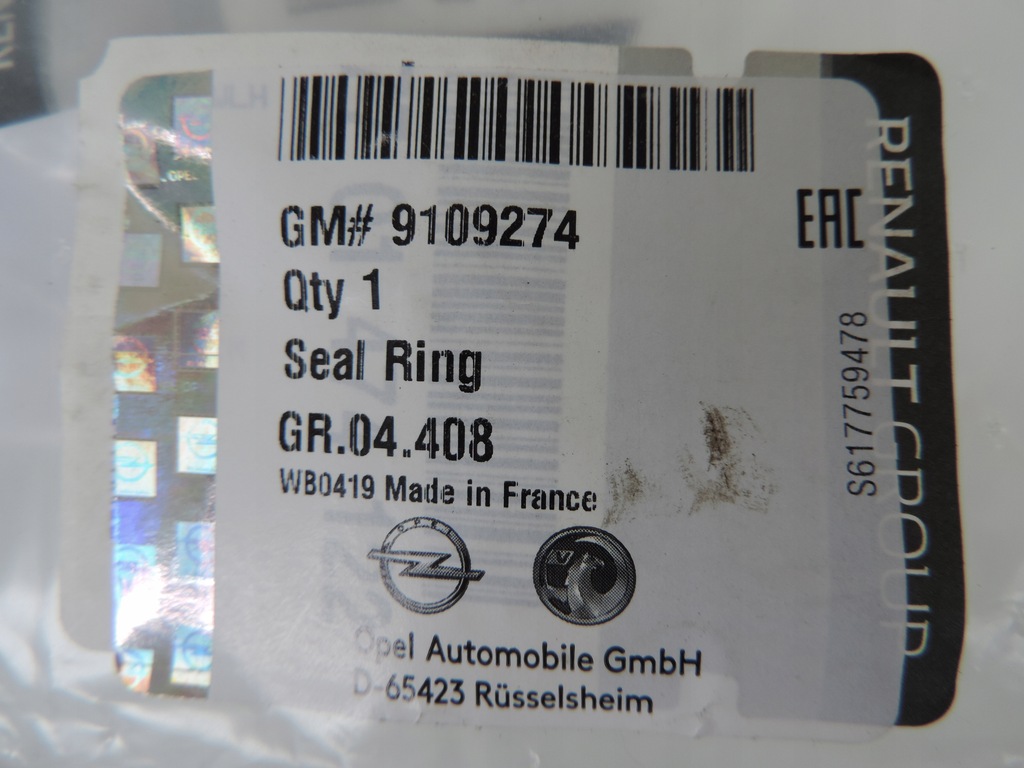 GM# 9109274
EAC
Qty 1
Seal Ring
GR.04.408
WB0419 Made in France
OPEL
Opel Automobile GmbH
D-65423 Rüsselsheim
S617759478
RENAULT GROUP